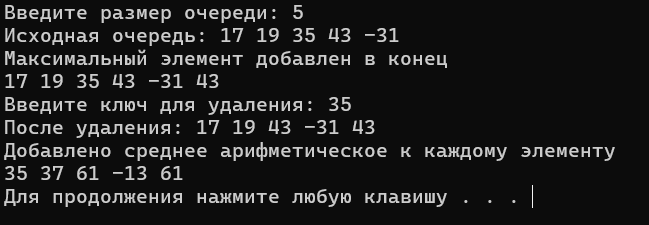 Введите размер очереди: 5
Исходная очередь: 17 19 35 43 -31
Максимальный элемент добавлен в конец
17 19 35 43 -31 43
Введите ключ для удаления: 35
После удаления: 17 19 43 -31 43
Добавлено среднее арифметическое к каждому элементу
35 37 61 -13 61
Для продолжения нажмите любую клавишу . . .